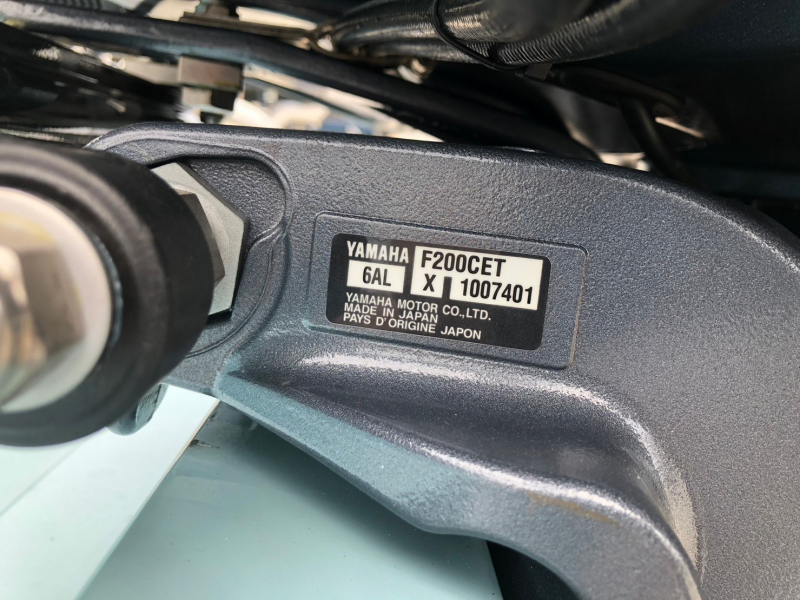 YAMAHA F200CET
6AL X 1007401
YAMAHA MOTOR CO.,LTD.
MADE IN JAPAN
PAYS D'ORIGINE JAPON